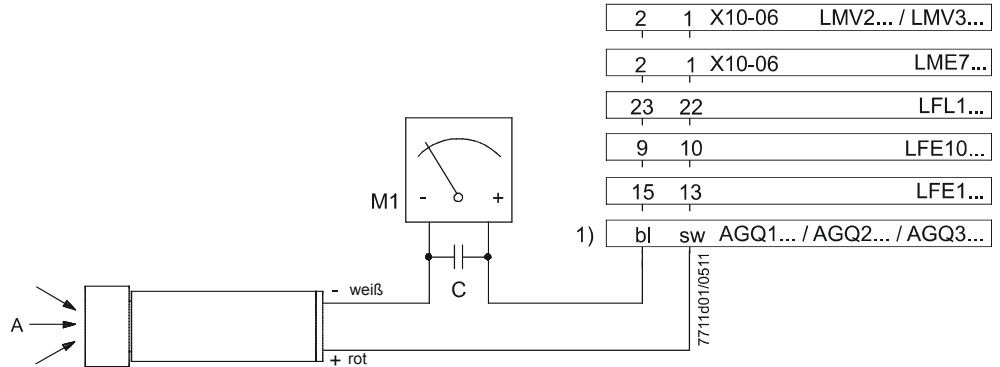 2 1 X10-06 LMV2... / LMV3...
2 1 X10-06 LME7...
23 22 LFL1...
9 10 LFE10...
15 13 LFE1...
1) bl sw AGQ1... / AGQ2... / AGQ3...
M1 - +
C
- weiß
A
+ rot
7711d01/0511